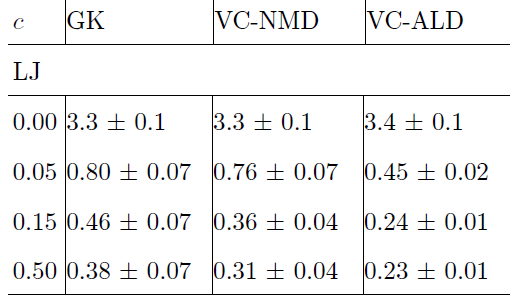 c GK VC-NMD VC-ALD
LJ
0.00 3.3 ± 0.1 3.3 ± 0.1 3.4 ± 0.1
0.05 0.80 ± 0.07 0.76 ± 0.07 0.45 ± 0.02
0.15 0.46 ± 0.07 0.36 ± 0.04 0.24 ± 0.01
0.50 0.38 ± 0.07 0.31 ± 0.04 0.23 ± 0.01